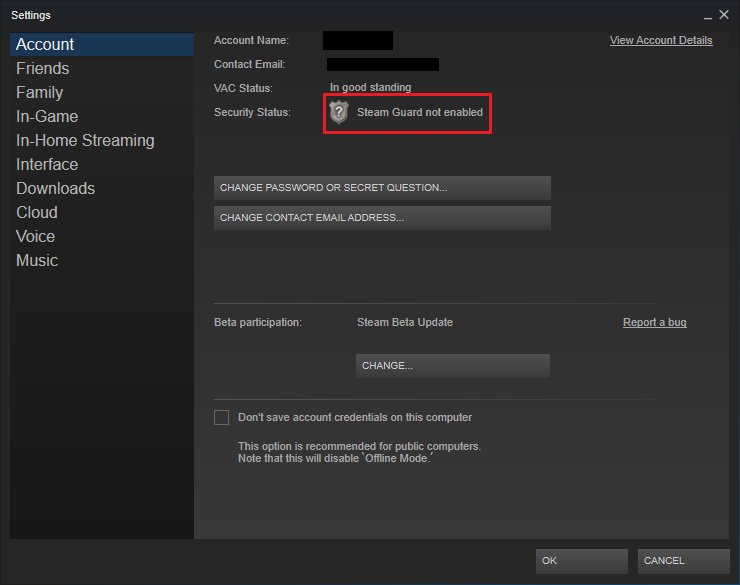 Settings
Account
Friends
Family
In-Game
In-Home Streaming
Interface
Downloads
Cloud
Voice
Music
Account Name:
View Account Details
Contact Email:
VAC Status: In good standing
Security Status: ? Steam Guard not enabled
CHANGE PASSWORD OR SECRET QUESTION...
CHANGE CONTACT EMAIL ADDRESS...
Beta participation: Steam Beta Update Report a bug
CHANGE...
Don't save account credentials on this computer
This option is recommended for public computers.
Note that this will disable `Offline Mode.´
OK CANCEL